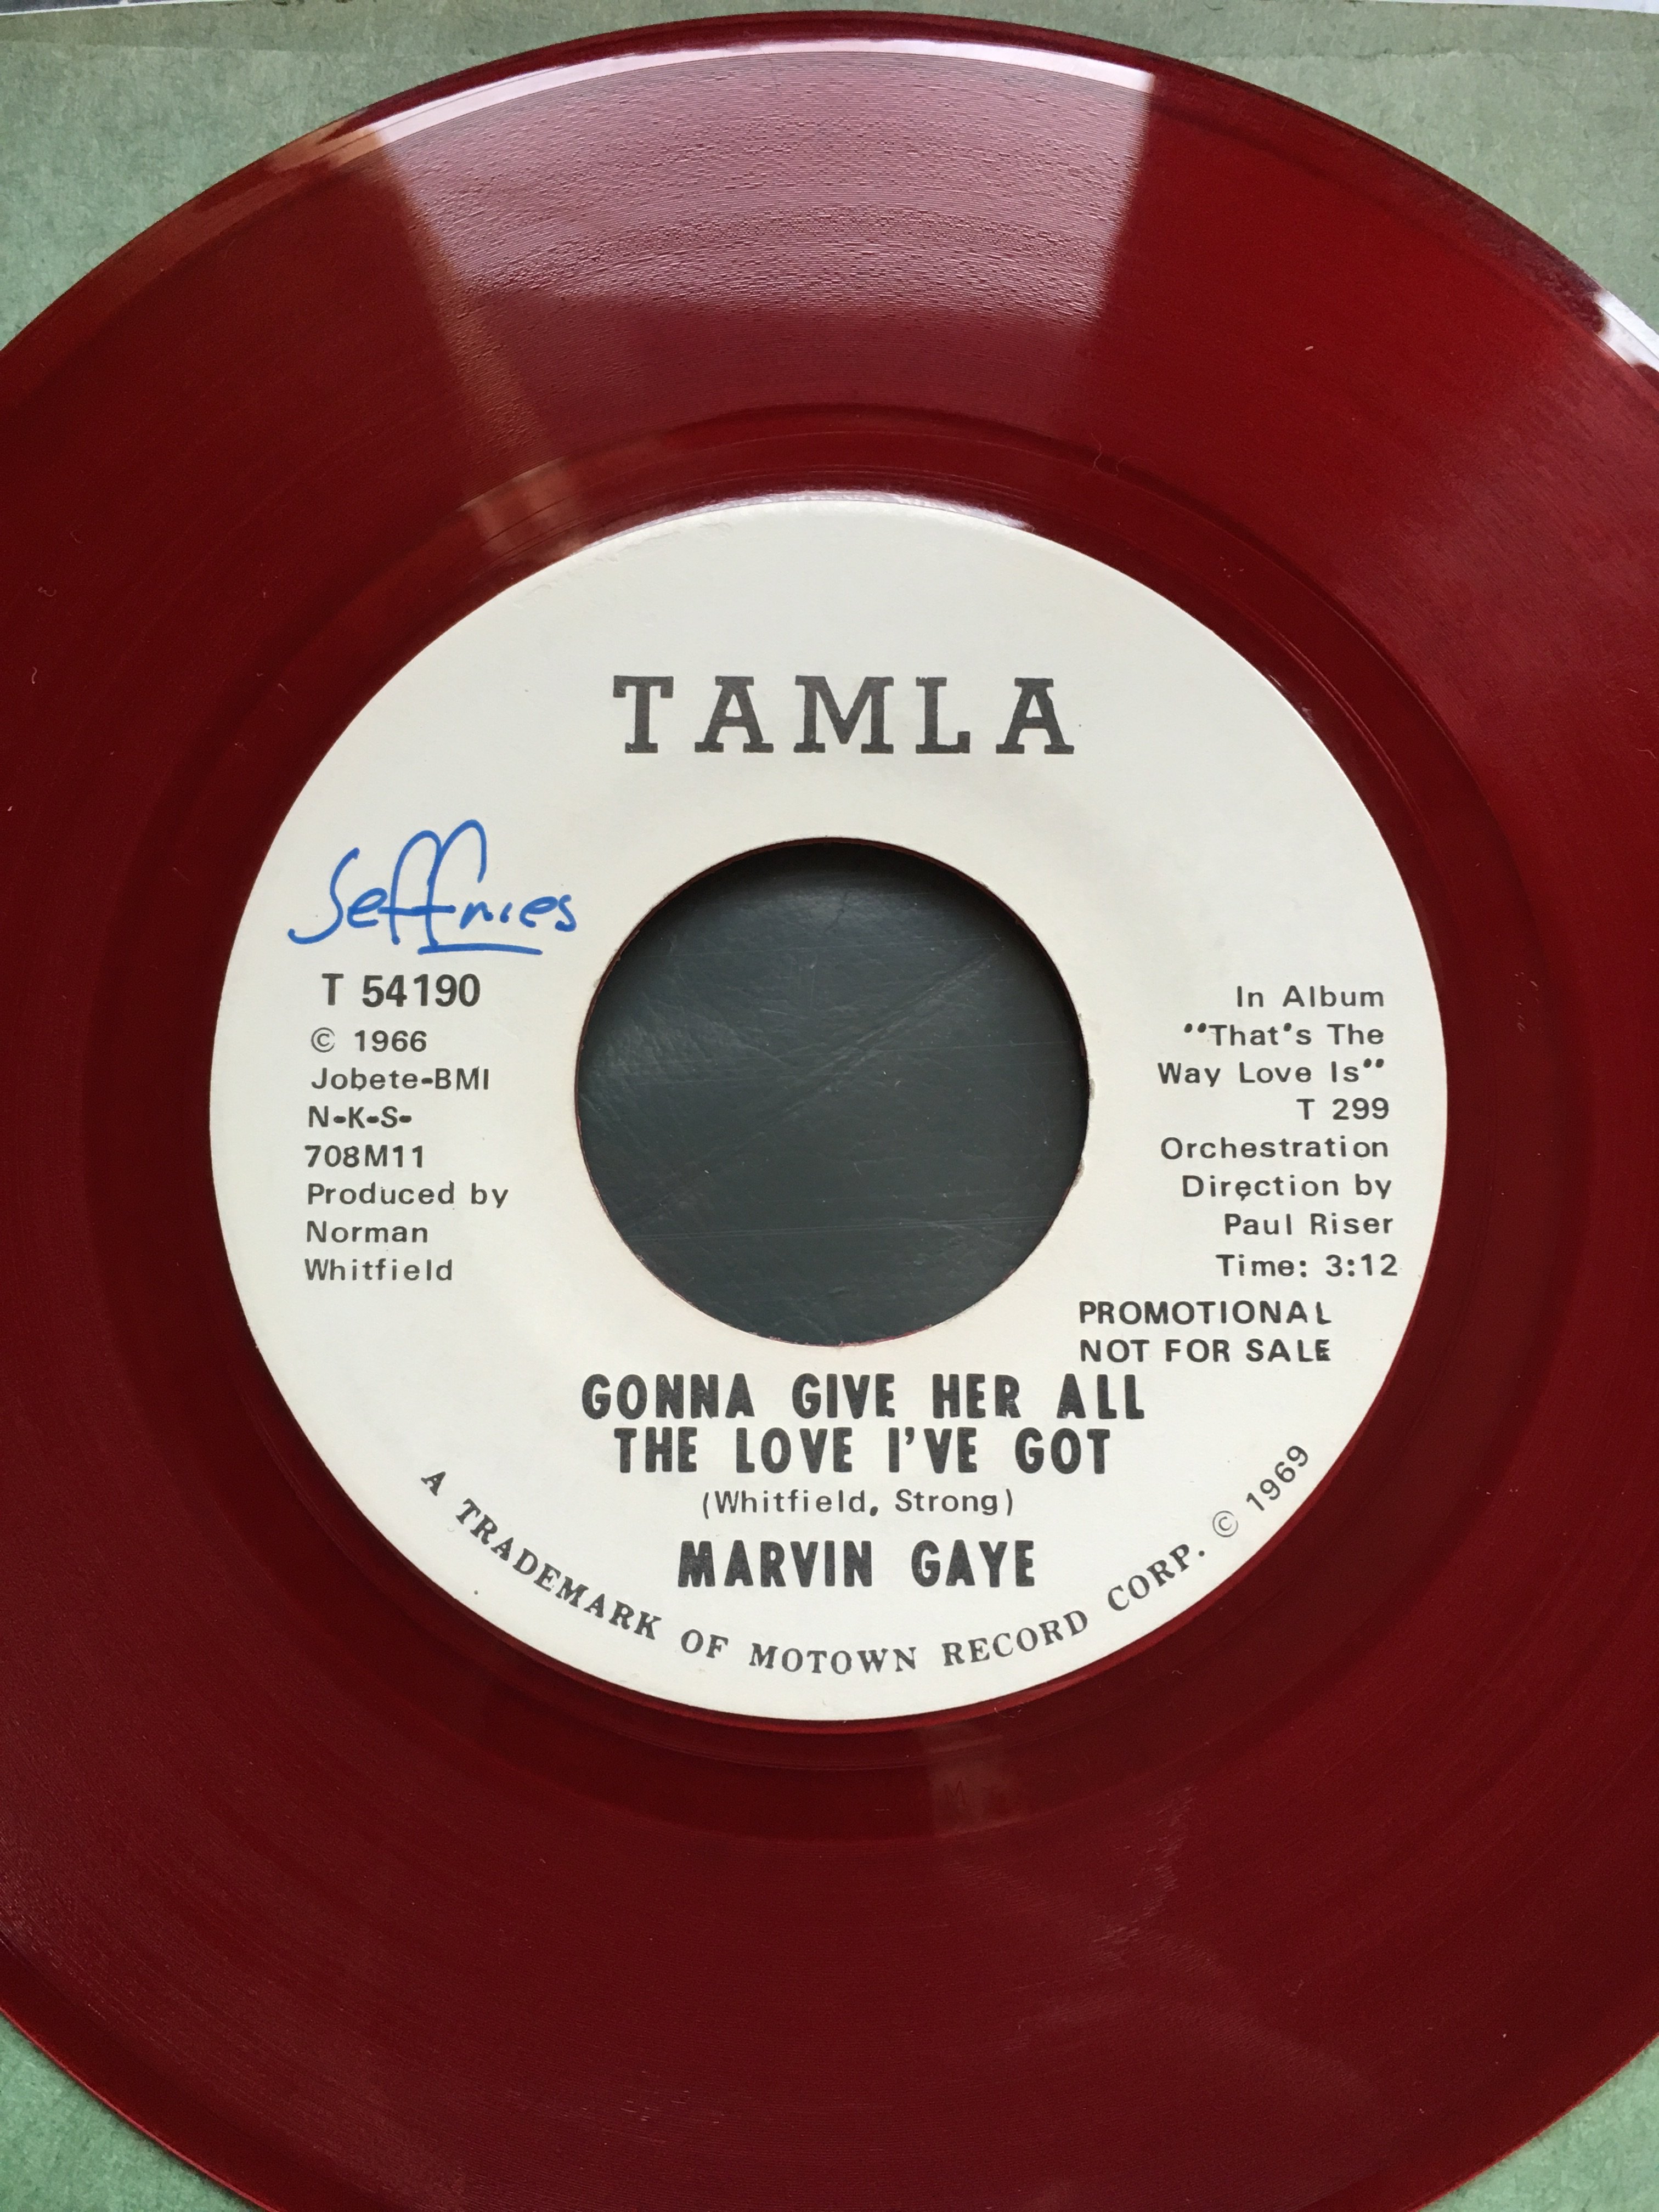 TAMLA
Jeffries
T 54190
© 1966
Jobete-BMI
N-K-S-
708M11
Produced by
Norman
Whitfield
In Album
"That's The
Way Love Is"
T 299
Orchestration
Direction by
Paul Riser
Time: 3:12
PROMOTIONAL
NOT FOR SALE
GONNA GIVE HER ALL
THE LOVE I'VE GOT
(Whitfield, Strong)
MARVIN GAYE
A TRADEMARK OF MOTOWN RECORD CORP. © 1969